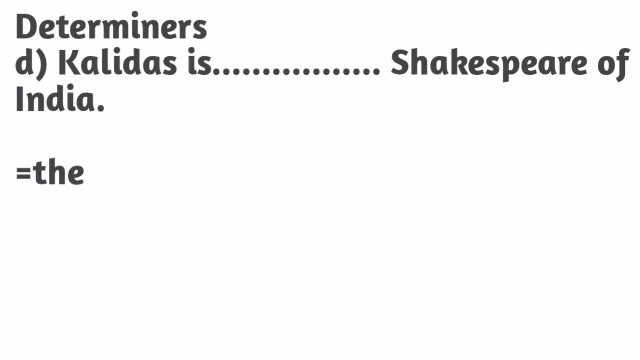 Determiners
d) Kalidas is................. Shakespeare of
India.
=the